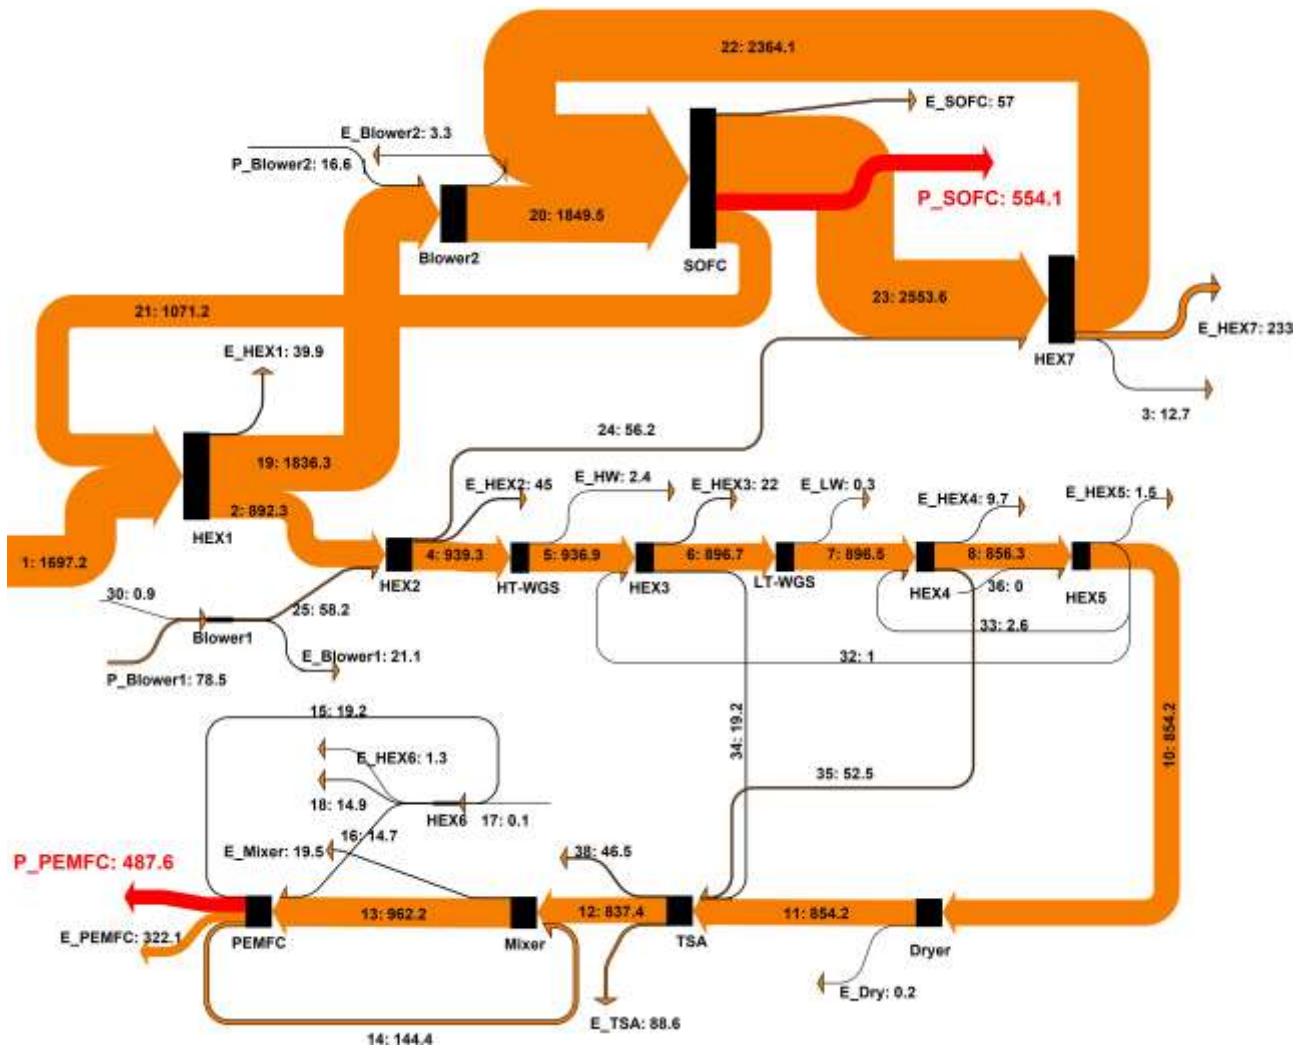 22: 2364.1
E_SOFC: 57
E_Blower2: 3.3
P_Blower2: 16.6
P_SOFC: 554.1
20: 1849.5
Blower2
SOFC
23: 2553.6
21: 1071.2
E_HEX7: 233
E_HEX1: 39.9
HEX7
3: 12.7
24: 56.2
19: 1836.3
E_HEX2: 45
E_HW: 2.4
E_HEX3: 22
E_LW: 0.3
E_HEX4: 9.7
E_HEX5: 1.5
2: 892.3
HEX1
1: 1697.2
4: 939.3
5: 936.9
6: 896.7
7: 896.5
8: 856.3
HEX2
HT-WGS
HEX3
LT-WGS
HEX4
36: 0
HEX5
30: 0.9
25: 58.2
Blower1
33: 2.6
E_Blower1: 21.1
32: 1
P_Blower1: 78.5
15: 19.2
34: 19.2
10: 854.2
E_HEX6: 1.3
35: 52.5
18: 14.9
HEX6
17: 0.1
16: 14.7
E_Mixer: 19.5
38: 46.5
P_PEMFC: 487.6
13: 962.2
12: 837.4
11: 854.2
E_PEMFC: 322.1
PEMFC
Mixer
TSA
Dryer
E_Dry: 0.2
E_TSA: 88.6
14: 144.4